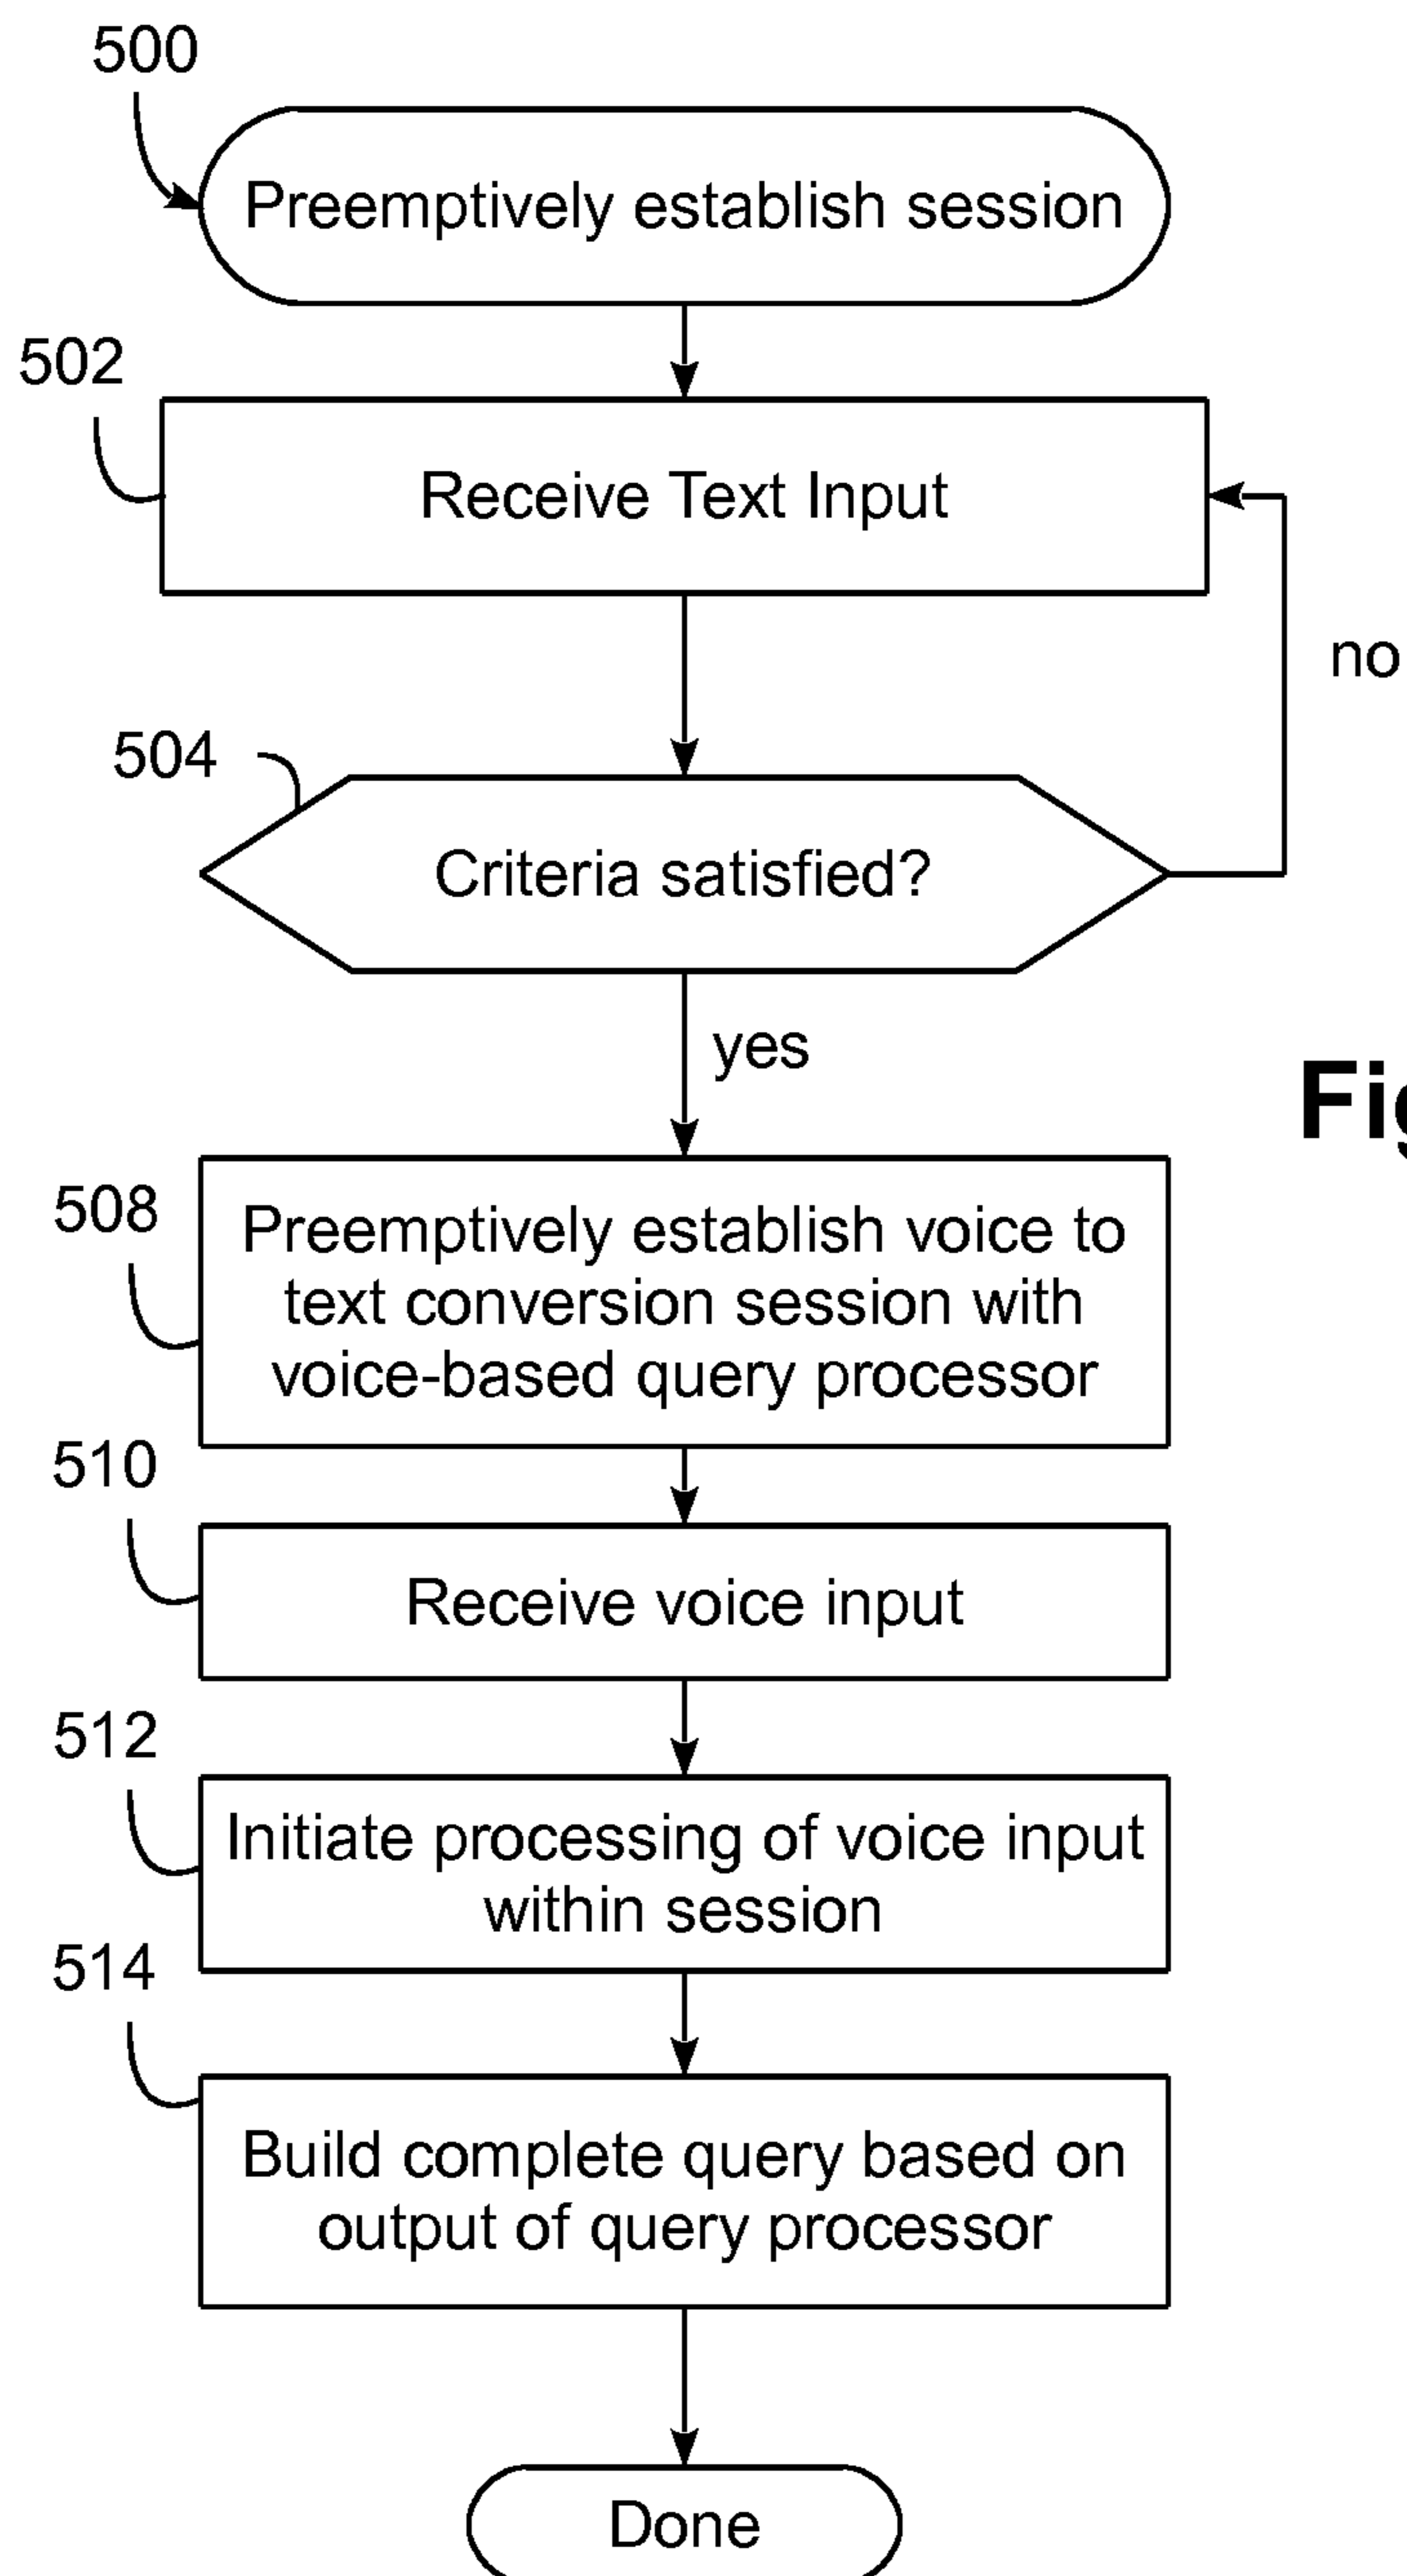 500
Preemptively establish session
502
Receive Text Input
no
504
Criteria satisfied?
yes
508
Preemptively establish voice to
text conversion session with
voice-based query processor
510
Receive voice input
512
Initiate processing of voice input
within session
514
Build complete query based on
output of query processor
Done